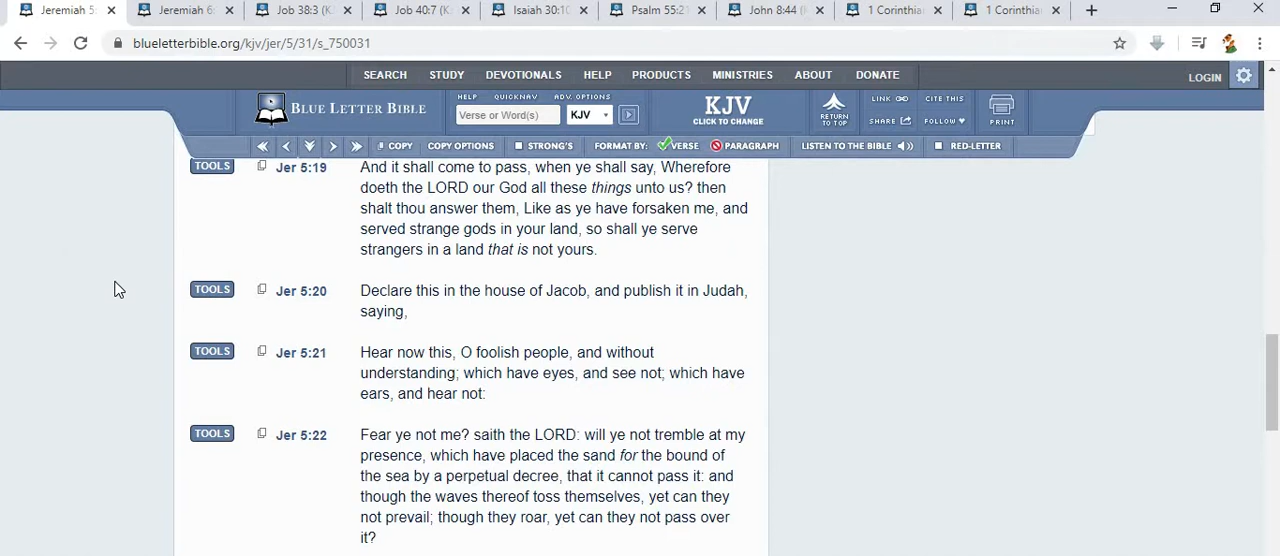 Jeremiah 5:
Jeremiah 6:
Job 38:3 (K
Job 40:7 (K
Isaiah 30:10
Psalm 55:21
John 8:44 (
1 Corinthia
1 Corinthia
blueletterbible.org/kjv/jer/5/31/s_750031
SEARCH STUDY DEVOTIONALS HELP PRODUCTS MINISTRIES ABOUT DONATE
LOGIN
BLUE LETTER BIBLE
HELP QUICKNAV ADV. OPTIONS
Verse or Word(s) KJV
KJV
CLICK TO CHANGE
RETURN
TO TOP
LINK CITE THIS
SHARE FOLLOW
PRINT
COPY COPY OPTIONS STRONG'S FORMAT BY: VERSE PARAGRAPH LISTEN TO THE BIBLE RED-LETTER
TOOLS Jer 5:19 And it shall come to pass, when ye shall say, Wherefore
doeth the LORD our God all these things unto us? then
shalt thou answer them, Like as ye have forsaken me, and
served strange gods in your land, so shall ye serve
strangers in a land that is not yours.
TOOLS Jer 5:20 Declare this in the house of Jacob, and publish it in Judah,
saying,
TOOLS Jer 5:21 Hear now this, O foolish people, and without
understanding; which have eyes, and see not; which have
ears, and hear not:
TOOLS Jer 5:22 Fear ye not me? saith the LORD: will ye not tremble at my
presence, which have placed the sand for the bound of
the sea by a perpetual decree, that it cannot pass it: and
though the waves thereof toss themselves, yet can they
not prevail; though they roar, yet can they not pass over
it?